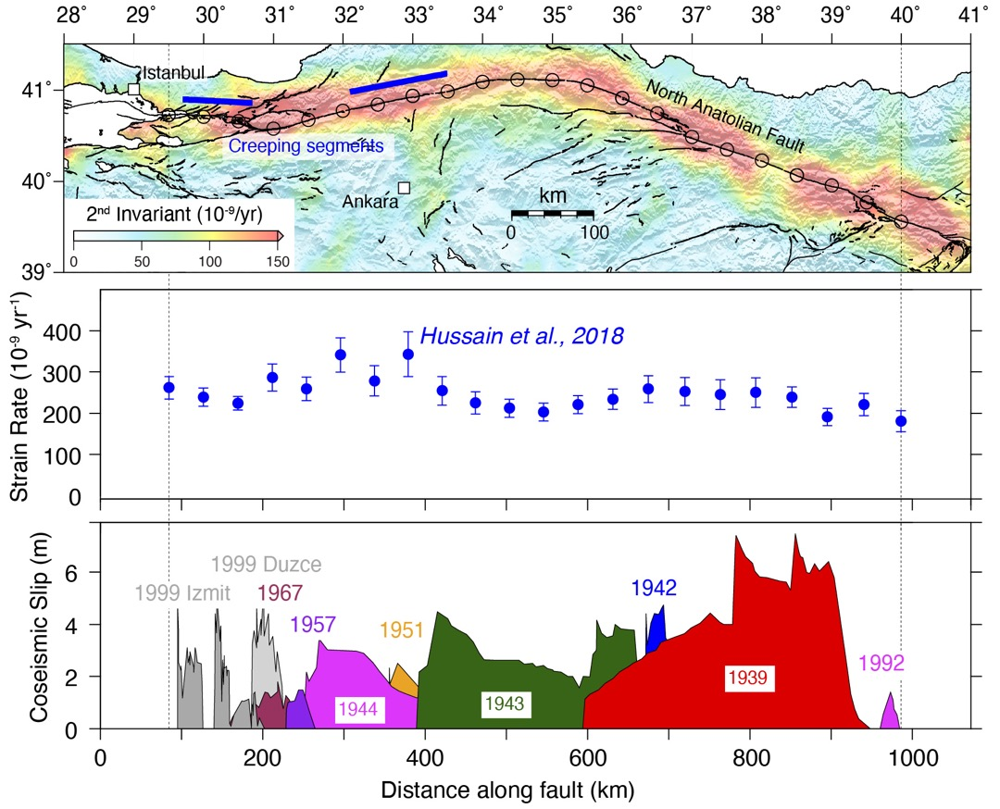 28° 29° 30° 31° 32° 33° 34° 35° 36° 37° 38° 39° 40° 41°
Istanbul
41°
North Anatolian Fault
Creeping segments
40°
Ankara
km
0 100
2nd Invariant (10-9/yr)
0 50 100 150
39°
Strain Rate (10-9 yr-1)
400
300
200
100
0
Hussain et al., 2018
Coseismic Slip (m)
6
4
2
0
1999 Duzce
1999 Izmit
1967
1957
1951
1942
1944
1943
1939
1992
0 200 400 600 800 1000
Distance along fault (km)